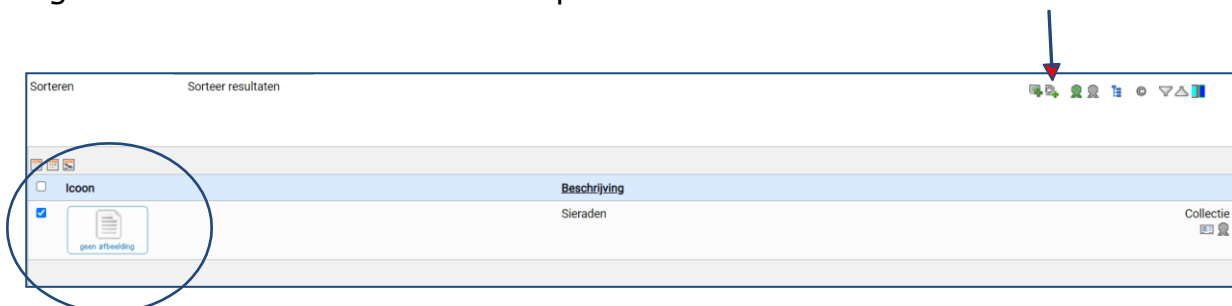 Sorteren Sorteer resultaten
Icoon Beschrijving
geen afbeelding Sieraden Collectie